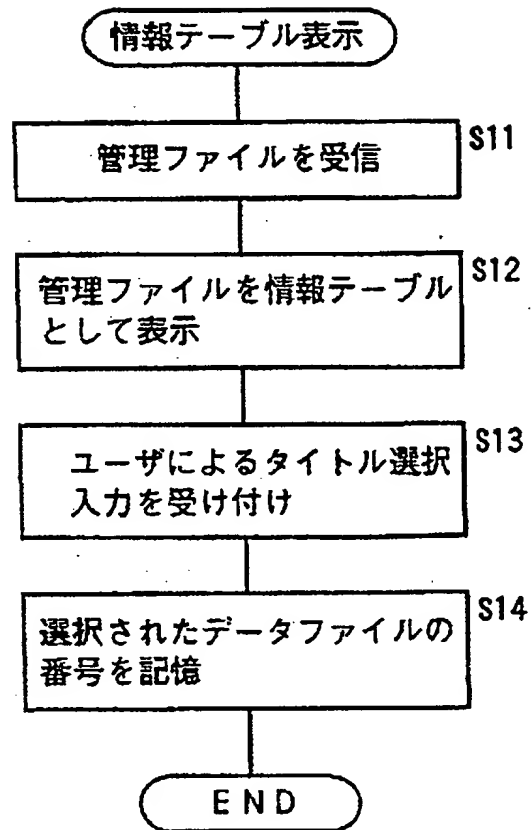 情報テーブル表示
管理ファイルを受信
S11
管理ファイルを情報テーブル
として表示
S12
ユーザによるタイトル選択
入力を受け付け
S13
選択されたデータファイルの
番号を記憶
S14
END